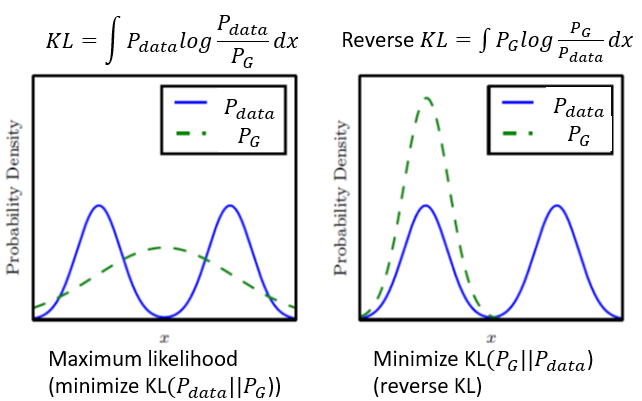 KL = ∫ P_data log P_data/P_G dx
Reverse KL = ∫ P_G log P_G/P_data dx
P_data
P_G
P_data
P_G
Probability Density
Probability Density
x
x
Maximum likelihood
(minimize KL(P_data||P_G))
Minimize KL(P_G||P_data)
(reverse KL)